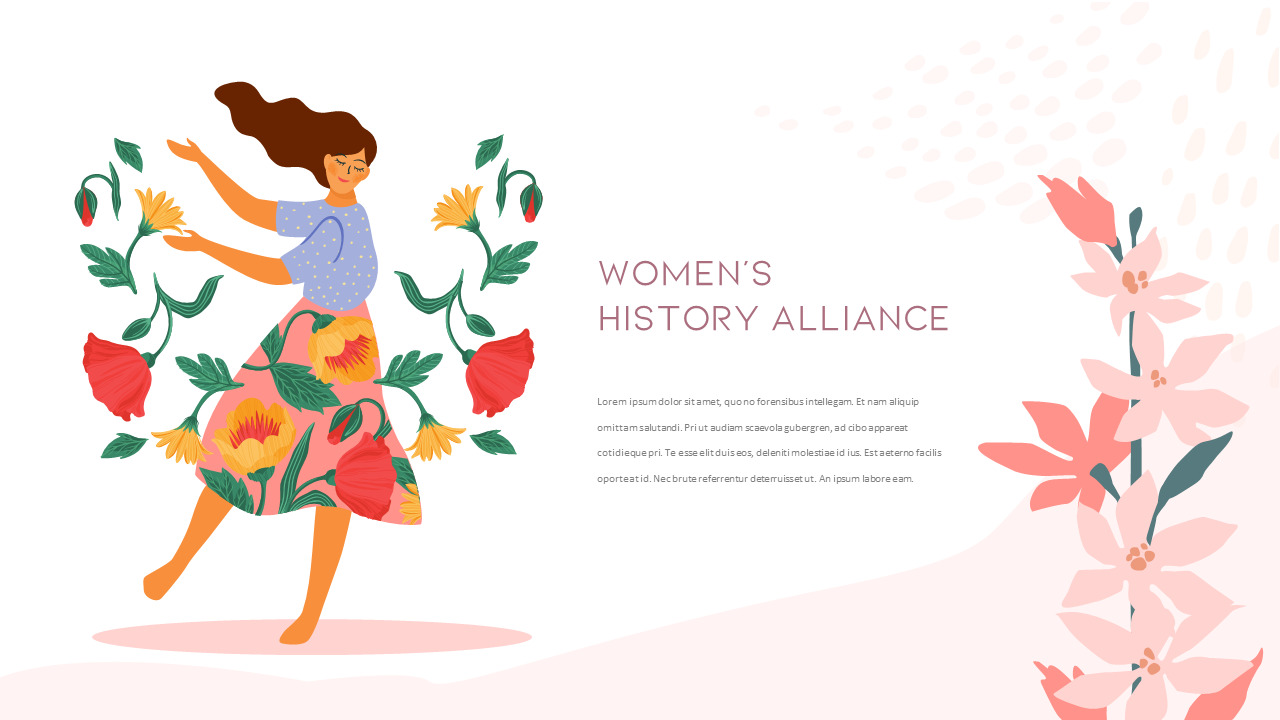 WOMEN'S
HISTORY ALLIANCE
Lorem ipsum dolor sit amet, quo no forensibus intellegam. Et nam aliquip
omittam salutandi. Pri ut audiam scaevola gubergren, ad cibo appareat
cotidieque pri. Te esse elit duis eos, deleniti molestiae id ius. Est aeterno facilis
oporteat id. Nec brute referrentur deterruisset ut. An ipsum labore eam.